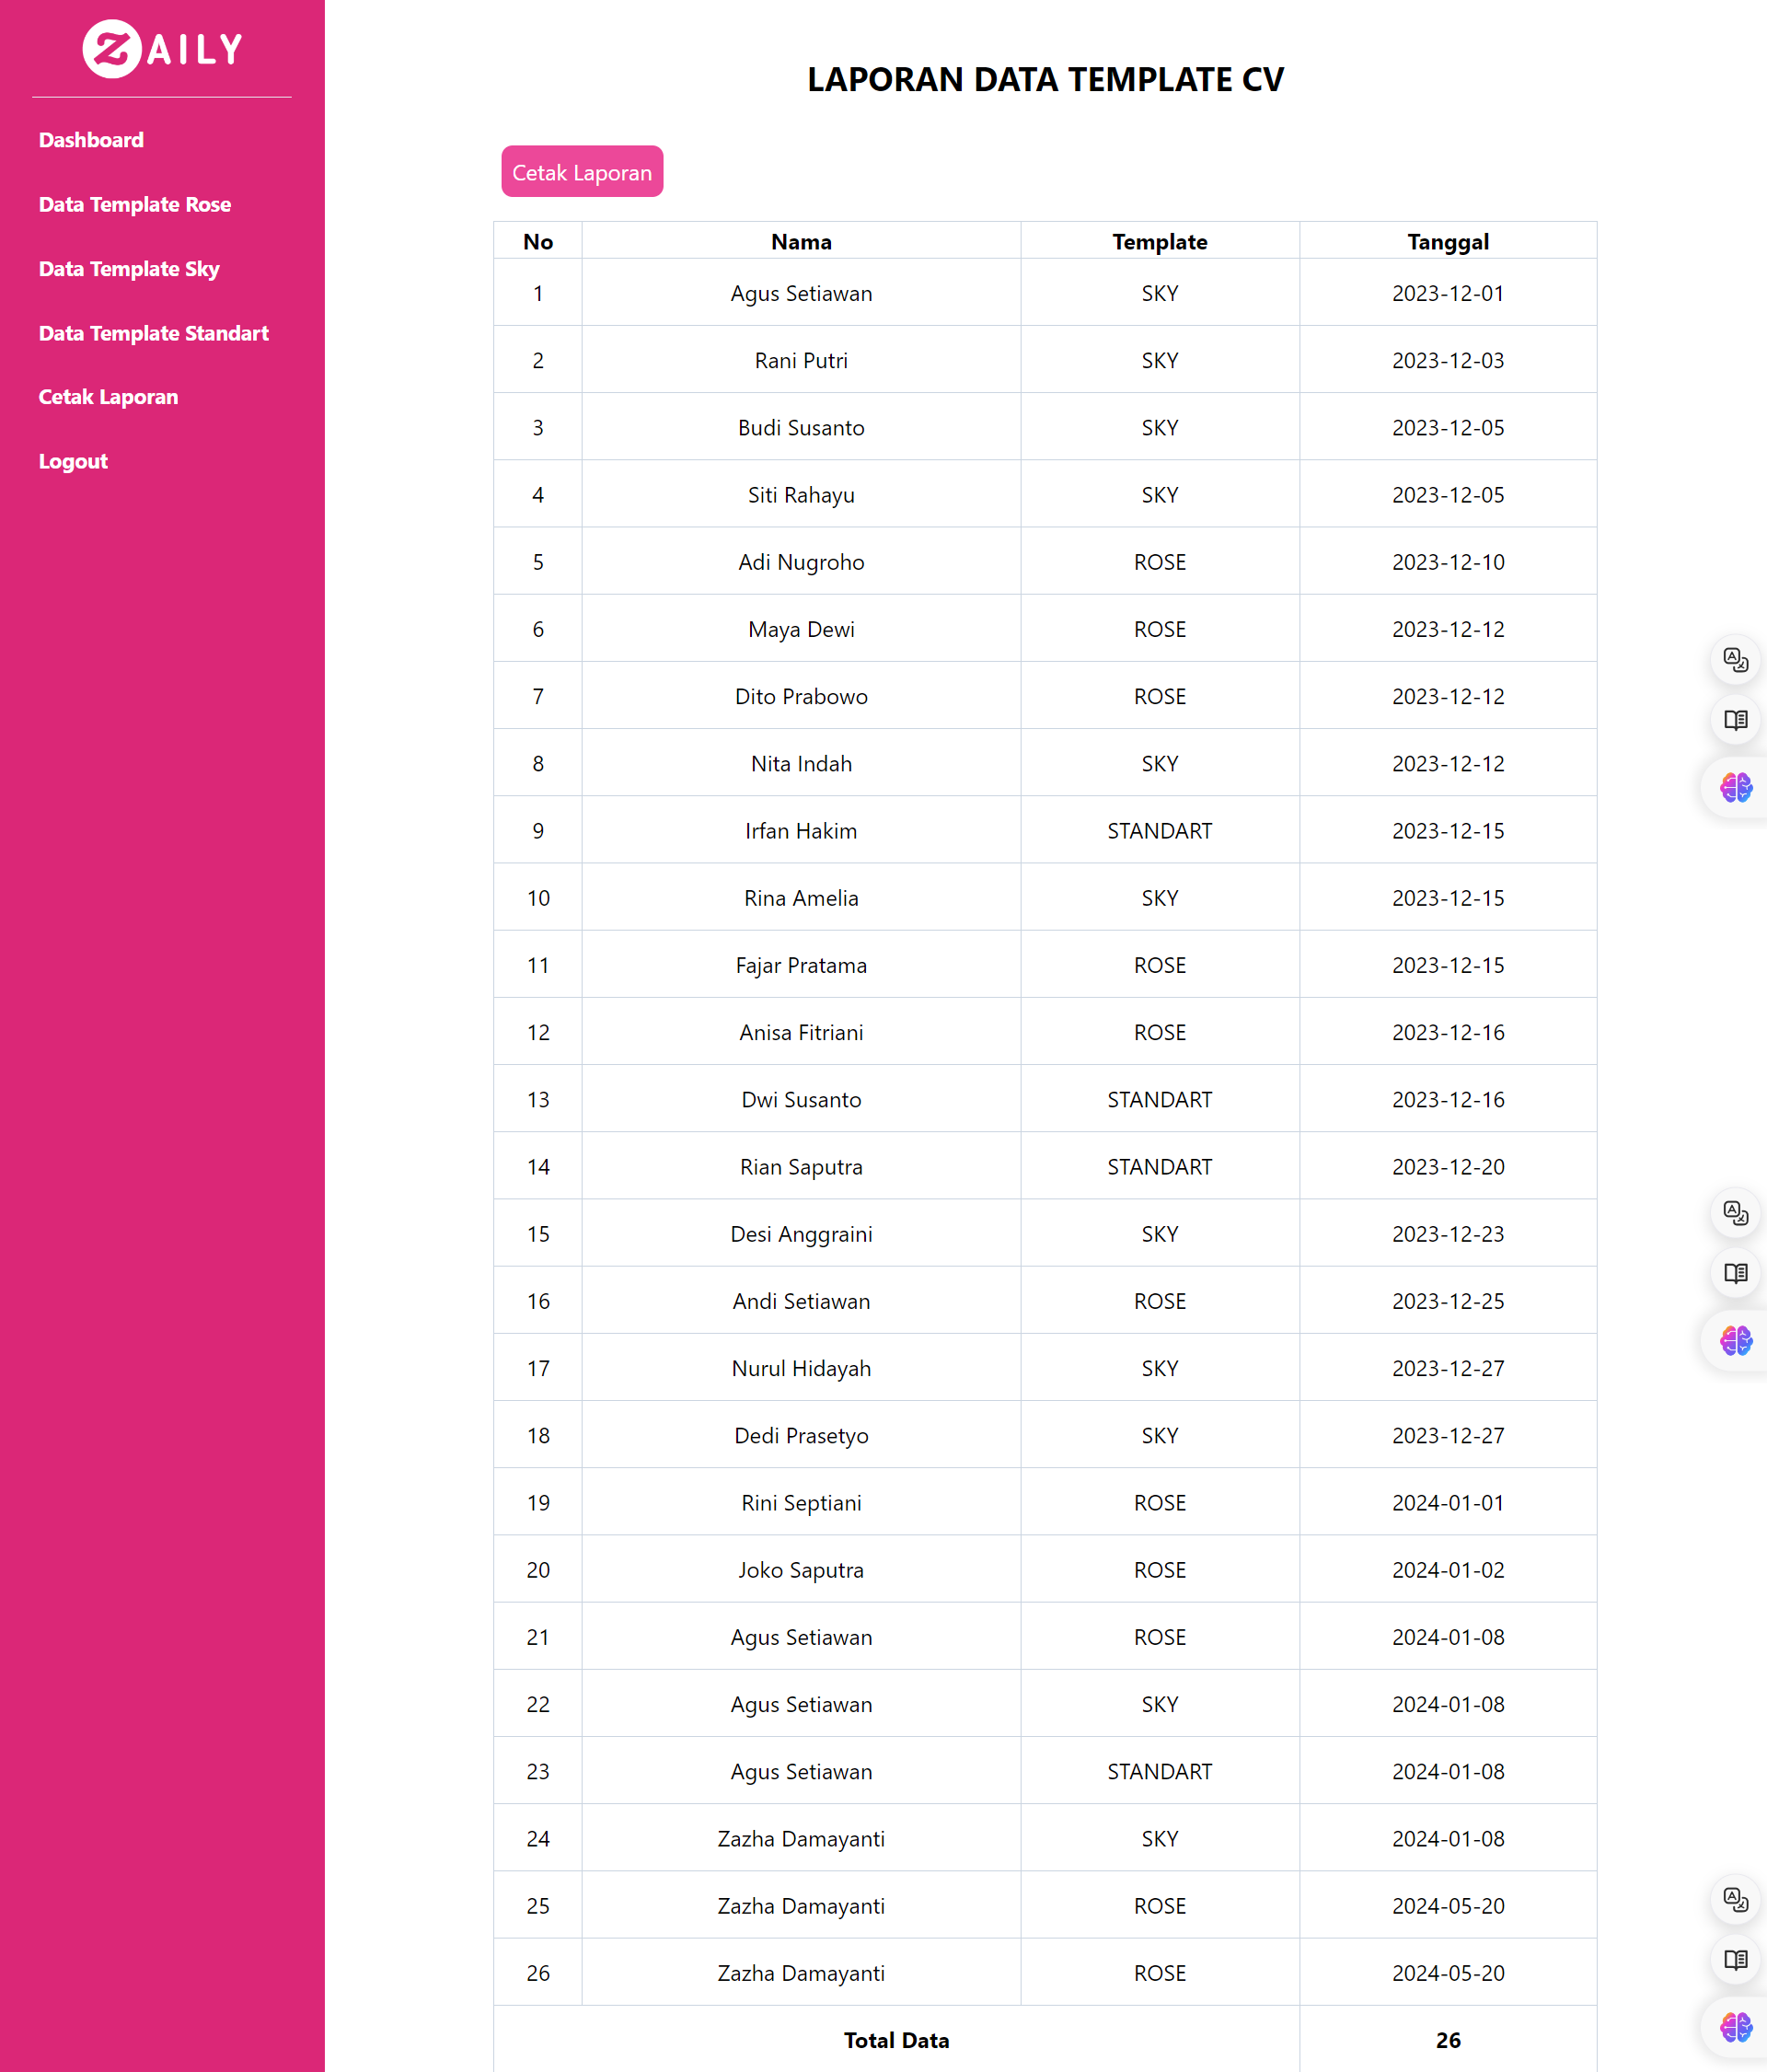 ZAILY
Dashboard
Data Template Rose
Data Template Sky
Data Template Standart
Cetak Laporan
Logout
LAPORAN DATA TEMPLATE CV
Cetak Laporan
No Nama Template Tanggal
1 Agus Setiawan SKY 2023-12-01
2 Rani Putri SKY 2023-12-03
3 Budi Susanto SKY 2023-12-05
4 Siti Rahayu SKY 2023-12-05
5 Adi Nugroho ROSE 2023-12-10
6 Maya Dewi ROSE 2023-12-12
7 Dito Prabowo ROSE 2023-12-12
8 Nita Indah SKY 2023-12-12
9 Irfan Hakim STANDART 2023-12-15
10 Rina Amelia SKY 2023-12-15
11 Fajar Pratama ROSE 2023-12-15
12 Anisa Fitriani ROSE 2023-12-16
13 Dwi Susanto STANDART 2023-12-16
14 Rian Saputra STANDART 2023-12-20
15 Desi Anggraini SKY 2023-12-23
16 Andi Setiawan ROSE 2023-12-25
17 Nurul Hidayah SKY 2023-12-27
18 Dedi Prasetyo SKY 2023-12-27
19 Rini Septiani ROSE 2024-01-01
20 Joko Saputra ROSE 2024-01-02
21 Agus Setiawan ROSE 2024-01-08
22 Agus Setiawan SKY 2024-01-08
23 Agus Setiawan STANDART 2024-01-08
24 Zazha Damayanti SKY 2024-01-08
25 Zazha Damayanti ROSE 2024-05-20
26 Zazha Damayanti ROSE 2024-05-20
Total Data 26